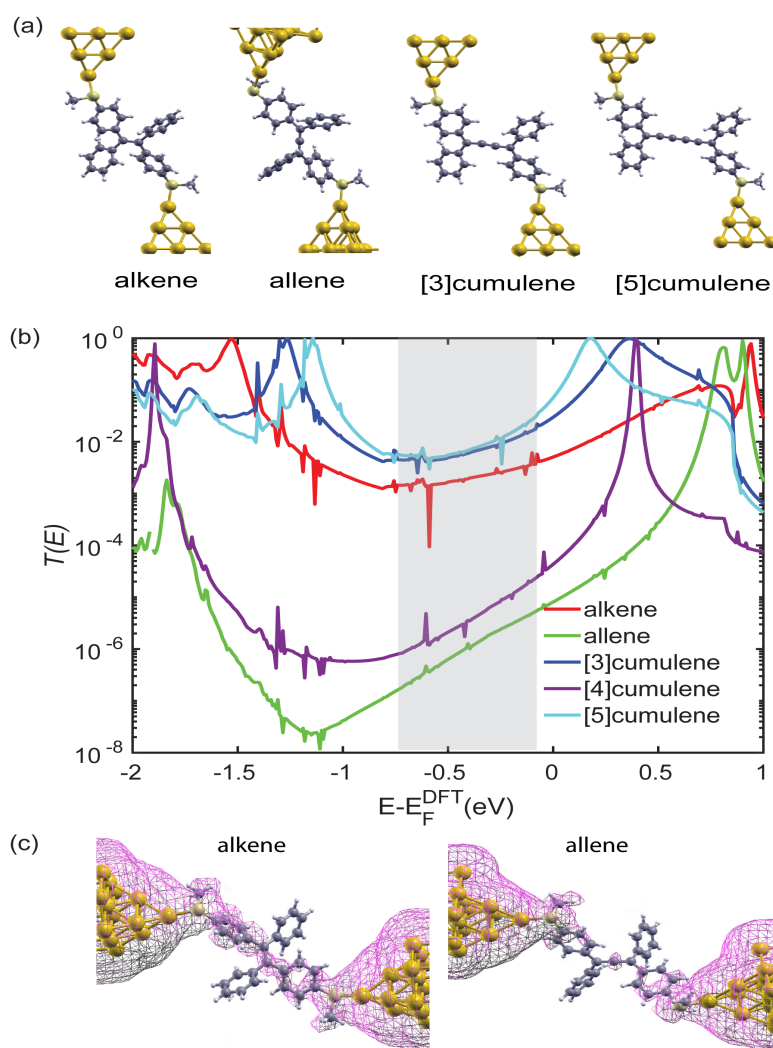 (a)
alkene
allene
[3]cumulene
[5]cumulene
(b)
T(E)
10^0
10^-2
10^-4
10^-6
10^-8
alkene
allene
[3]cumulene
[4]cumulene
[5]cumulene
-2
-1.5
-1
-0.5
0
0.5
1
E-E_F^DFT(eV)
(c)
alkene
allene